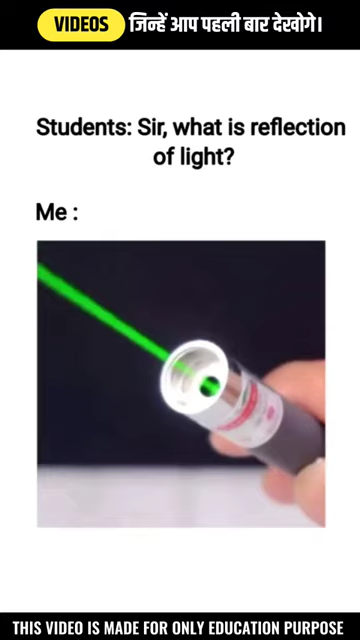 VIDEOS जिन्हें आप पहली बार देखोगे।
Students: Sir, what is reflection
of light?
Me :
THIS VIDEO IS MADE FOR ONLY EDUCATION PURPOSE